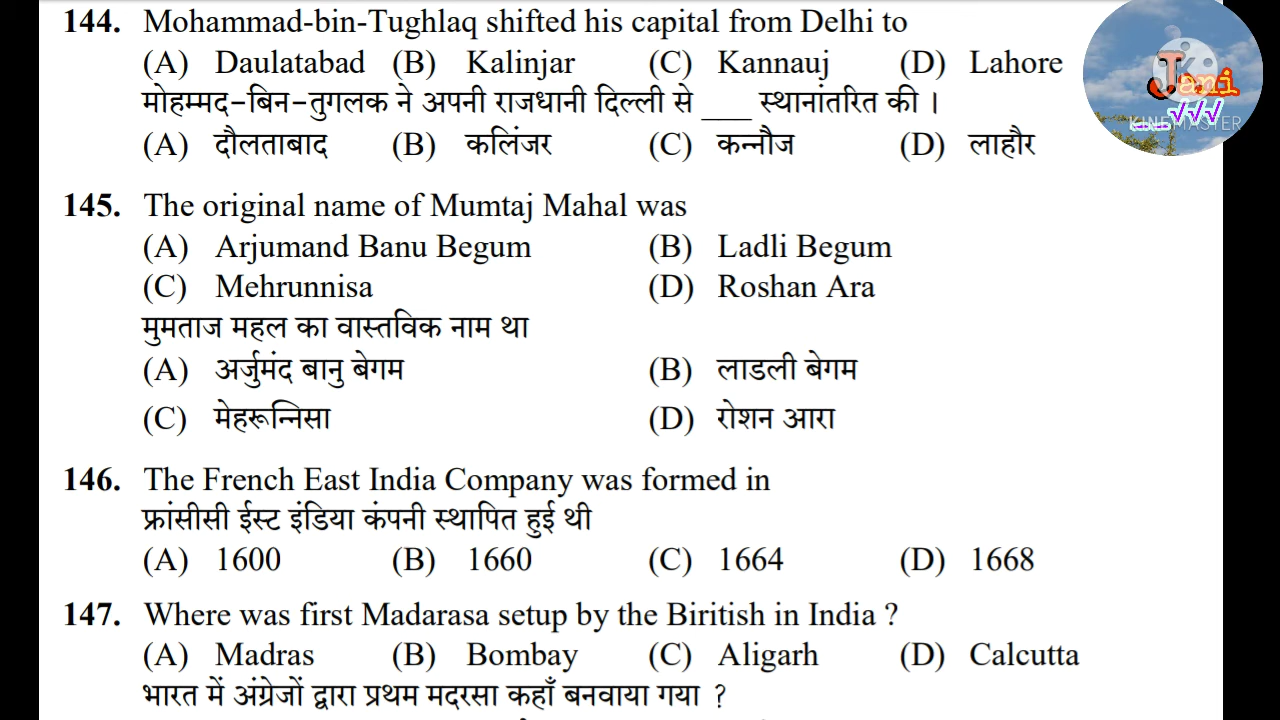 144. Mohammad-bin-Tughlaq shifted his capital from Delhi to
(A) Daulatabad (B) Kalinjar (C) Kannauj (D) Lahore
मोहम्मद-बिन-तुगलक ने अपनी राजधानी दिल्ली से ___ स्थानांतरित की ।
(A) दौलताबाद (B) कलिंजर (C) कन्नौज (D) लाहौर
145. The original name of Mumtaj Mahal was
(A) Arjumand Banu Begum (B) Ladli Begum
(C) Mehrunnisa (D) Roshan Ara
मुमताज महल का वास्तविक नाम था
(A) अर्जुमंद बानु बेगम (B) लाडली बेगम
(C) मेहरून्निसा (D) रोशन आरा
146. The French East India Company was formed in
फ्रांसीसी ईस्ट इंडिया कंपनी स्थापित हुई थी
(A) 1600 (B) 1660 (C) 1664 (D) 1668
147. Where was first Madarasa setup by the Biritish in India ?
(A) Madras (B) Bombay (C) Aligarh (D) Calcutta
भारत में अंग्रेजों द्वारा प्रथम मदरसा कहाँ बनवाया गया ?
Jani
KINEMASTER